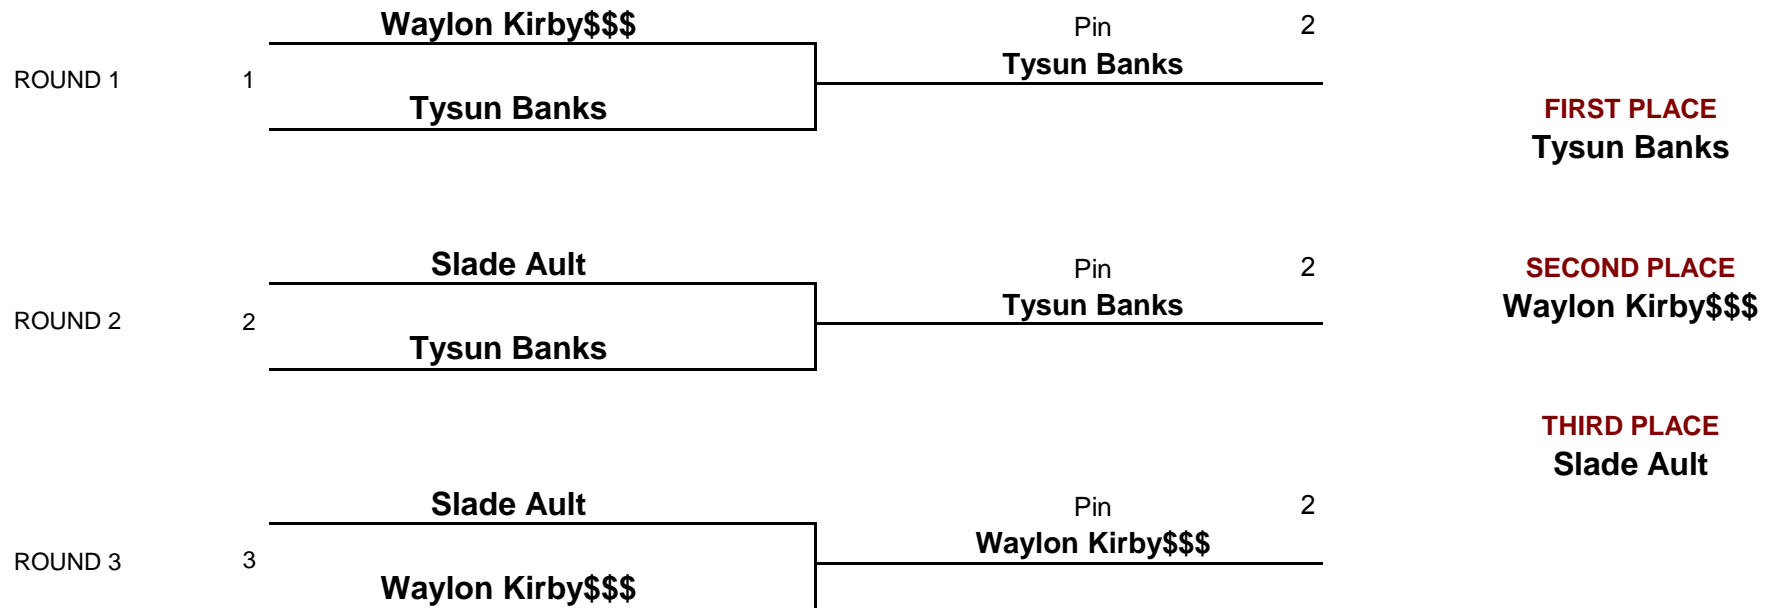 Waylon Kirby$$$
Pin 2
ROUND 1 1
Tysun Banks
Tysun Banks
FIRST PLACE
Tysun Banks
Slade Ault
Pin 2
SECOND PLACE
ROUND 2 2
Tysun Banks
Waylon Kirby$$$
Tysun Banks
THIRD PLACE
Slade Ault
Slade Ault
Pin 2
ROUND 3 3
Waylon Kirby$$$
Waylon Kirby$$$